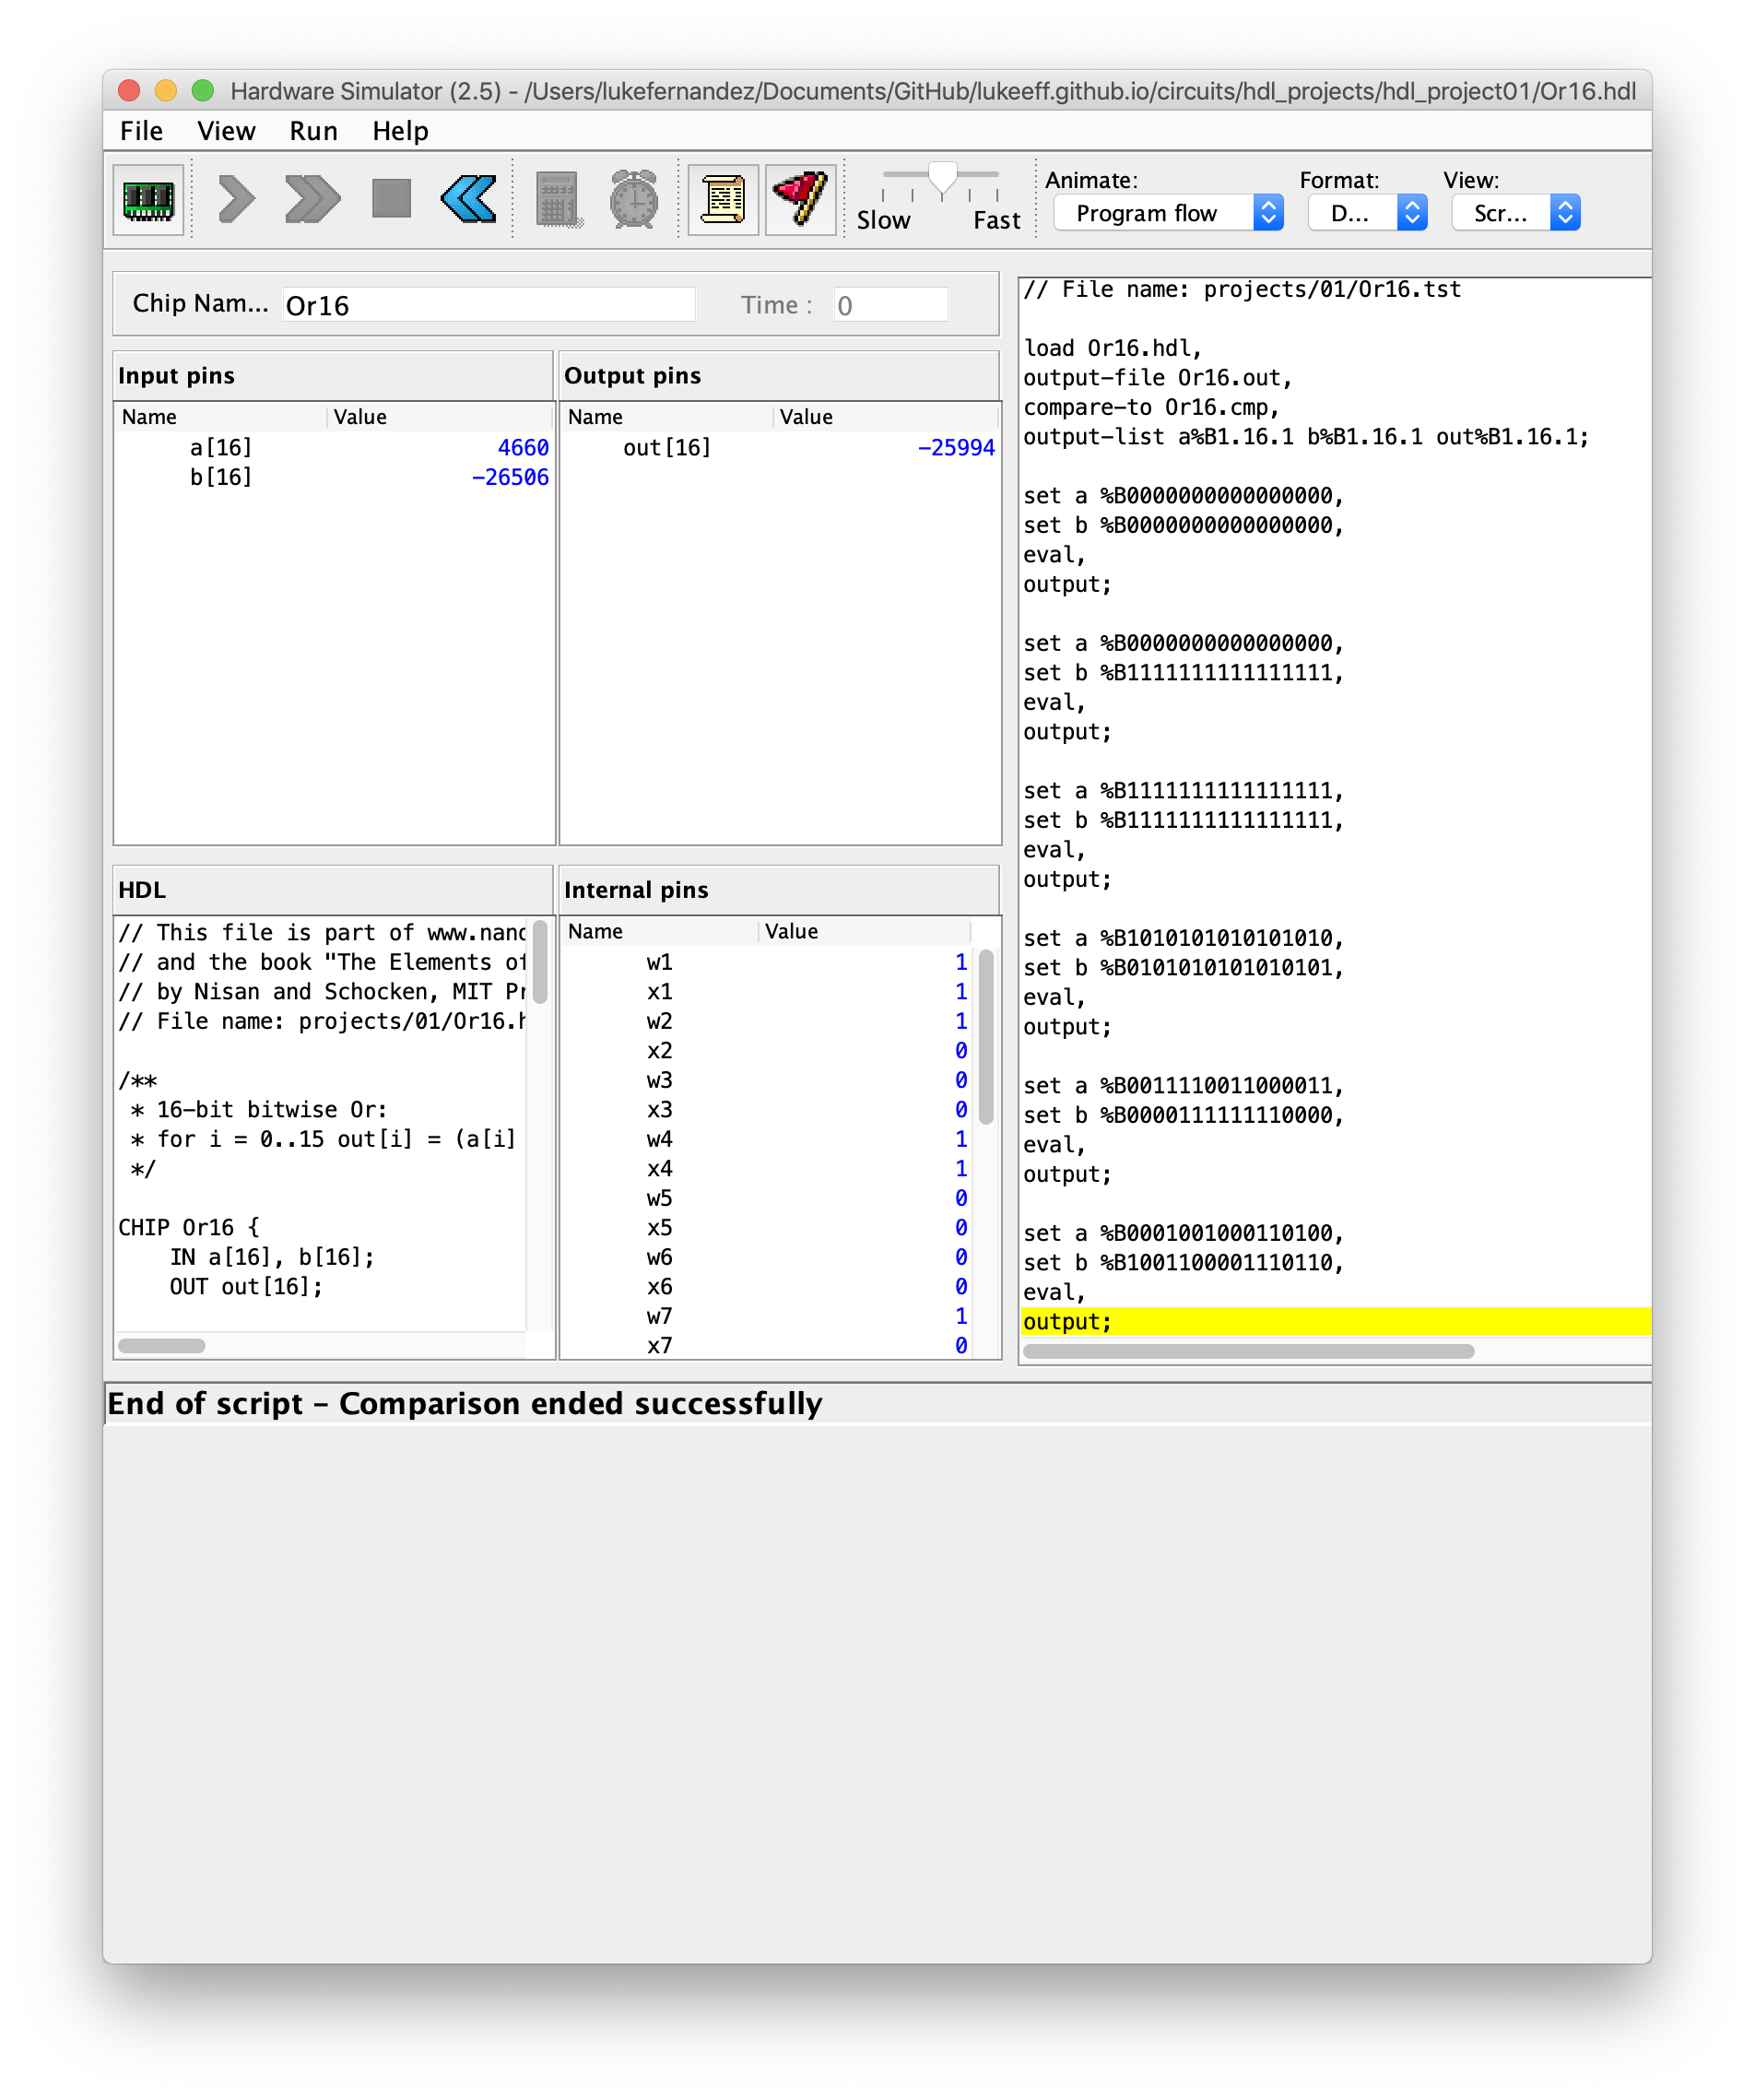 Hardware Simulator (2.5) - /Users/lukefernandez/Documents/GitHub/lukeeff.github.io/circuits/hdl_projects/hdl_project01/Or16.hdl
File View Run Help
Animate: Format: View:
Slow Fast Program flow D... Scr...
Chip Nam... Or16 Time : 0
Input pins
Name Value
a[16] 4660
b[16] -26506
Output pins
Name Value
out[16] -25994
HDL
// This file is part of www.nand
// and the book "The Elements of
// by Nisan and Schocken, MIT Pr
// File name: projects/01/Or16.h
/**
* 16-bit bitwise Or:
* for i = 0..15 out[i] = (a[i]
*/
CHIP Or16 {
IN a[16], b[16];
OUT out[16];
Internal pins
Name Value
w1 1
x1 1
w2 1
x2 0
w3 0
x3 0
w4 1
x4 1
w5 0
x5 0
w6 0
x6 0
w7 1
x7 0
// File name: projects/01/Or16.tst
load Or16.hdl,
output-file Or16.out,
compare-to Or16.cmp,
output-list a%B1.16.1 b%B1.16.1 out%B1.16.1;
set a %B0000000000000000,
set b %B0000000000000000,
eval,
output;
set a %B0000000000000000,
set b %B1111111111111111,
eval,
output;
set a %B1111111111111111,
set b %B1111111111111111,
eval,
output;
set a %B1010101010101010,
set b %B0101010101010101,
eval,
output;
set a %B0011110011000011,
set b %B0000111111110000,
eval,
output;
set a %B0001001000110100,
set b %B1001100001110110,
eval,
output;
End of script - Comparison ended successfully